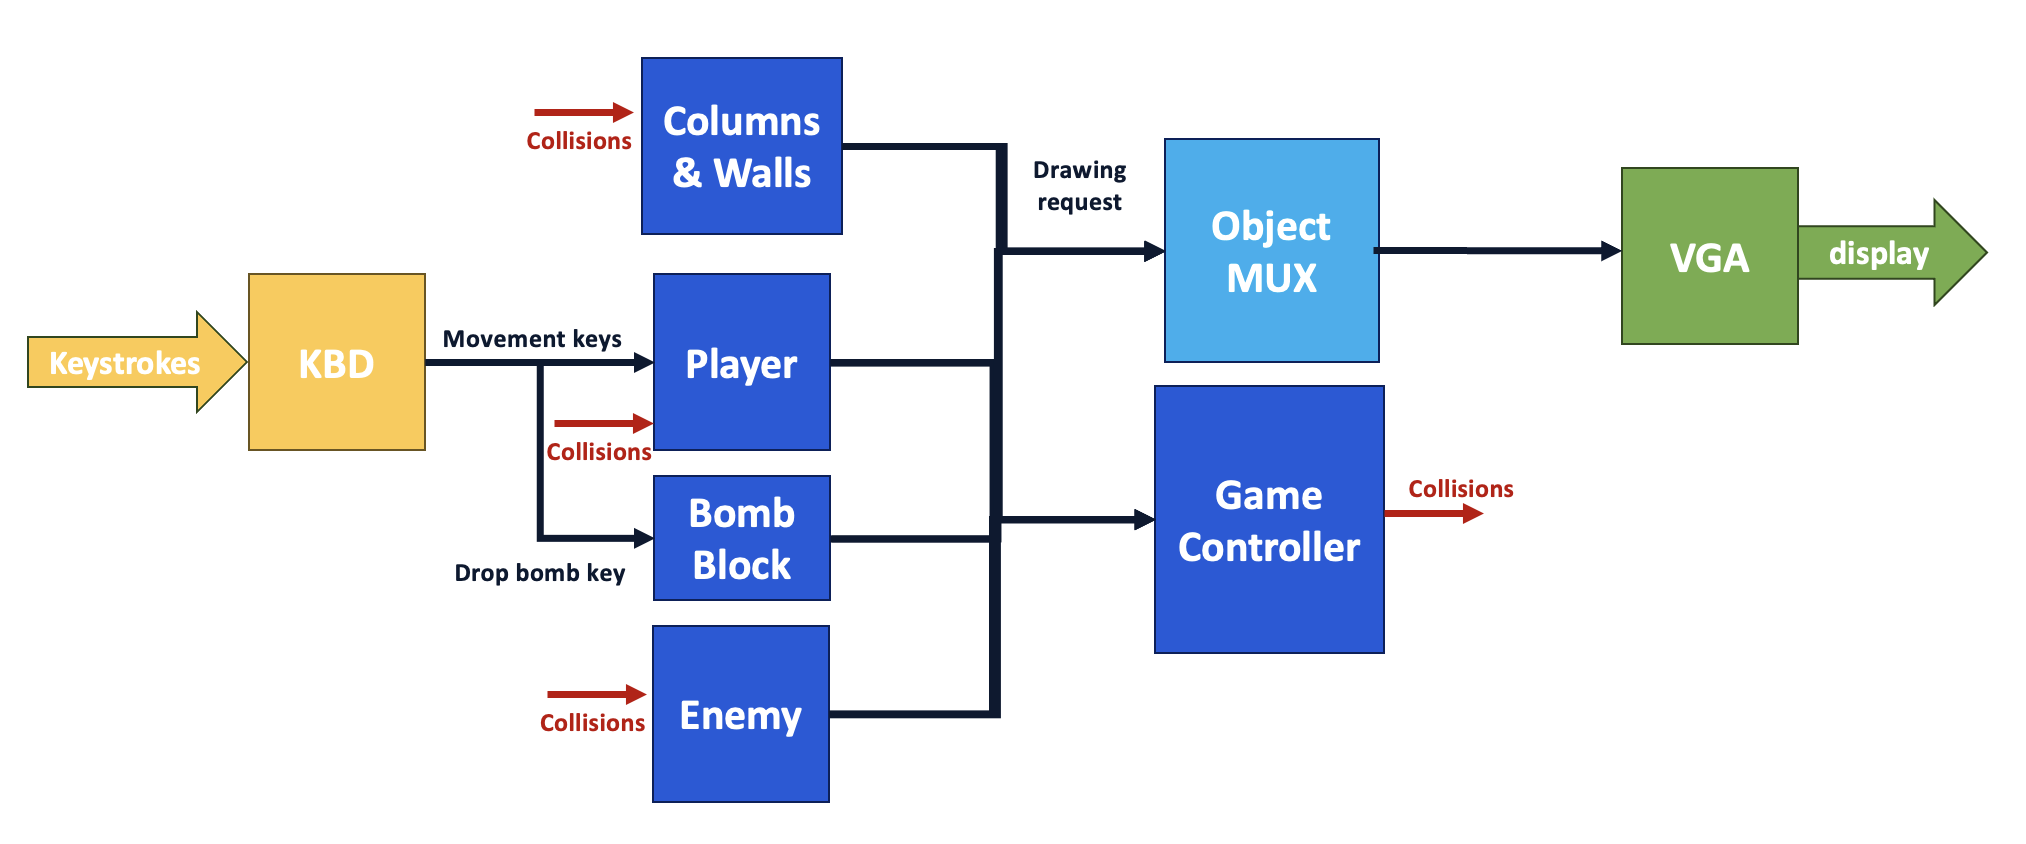 Collisions
Columns
& Walls
Drawing
request
Object
MUX
VGA
display
Keystrokes
KBD
Movement keys
Player
Collisions
Bomb
Block
Drop bomb key
Game
Controller
Collisions
Enemy
Collisions